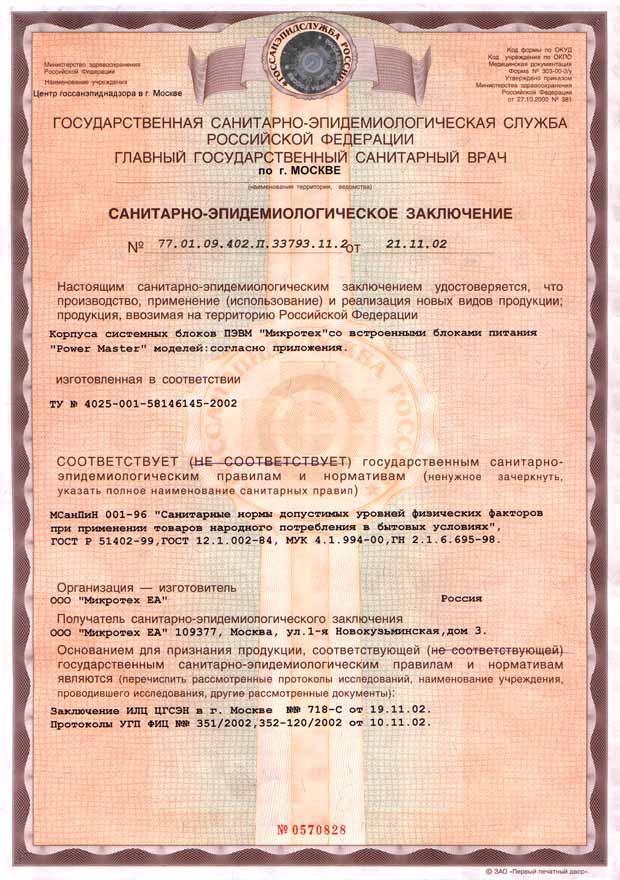 ГОССАНЭПИДСЛУЖБА РОССИИ
Министерство здравоохранения
Российской Федерации
Наименование учреждения
Центр госсанэпиднадзора в г. Москве
Код формы по ОКУД
Код учреждения по ОКПО
Медицинская документация
Форма № 303-00-3/у
Утверждено приказом
Министерства здравоохранения
Российской Федерации
от 27.10.2000 № 381
ГОСУДАРСТВЕННАЯ САНИТАРНО-ЭПИДЕМИОЛОГИЧЕСКАЯ СЛУЖБА
РОССИЙСКОЙ ФЕДЕРАЦИИ
ГЛАВНЫЙ ГОСУДАРСТВЕННЫЙ САНИТАРНЫЙ ВРАЧ
по г. МОСКВЕ
(наименование территории, ведомства)
САНИТАРНО-ЭПИДЕМИОЛОГИЧЕСКОЕ ЗАКЛЮЧЕНИЕ
№ 77.01.09.402.П.33793.11.2 от 21.11.02
Настоящим санитарно-эпидемиологическим заключением удостоверяется, что
производство, применение (использование) и реализация новых видов продукции;
продукция, ввозимая на территорию Российской Федерации
Корпуса системных блоков ПЭВМ "Микротех"со встроенными блоками питания
"Power Master" моделей:согласно приложения.
изготовленная в соответствии
ТУ № 4025-001-58146145-2002
СООТВЕТСТВУЕТ (НЕ СООТВЕТСТВУЕТ) государственным санитарно-
эпидемиологическим правилам и нормативам (ненужное зачеркнуть,
указать полное наименование санитарных правил)
МСанПиН 001-96 "Санитарные нормы допустимых уровней физических факторов
при применении товаров народного потребления в бытовых условиях",
ГОСТ Р 51402-99,ГОСТ 12.1.002-84, МУК 4.1.994-00,ГН 2.1.6.695-98.
Организация — изготовитель
ООО "Микротех ЕА" Россия
Получатель санитарно-эпидемиологического заключения
ООО "Микротех ЕА" 109377, Москва, ул.1-я Новокузьминская,дом 3.
Основанием для признания продукции, соответствующей (не соответствующей)
государственным санитарно-эпидемиологическим правилам и нормативам
являются (перечислить рассмотренные протоколы исследований, наименование учреждения,
проводившего исследования, другие рассмотренные документы):
Заключение ИЛЦ ЦГСЭН в г. Москве №№ 718-С от 19.11.02.
Протоколы УГП ФИЦ №№ 351/2002,352-120/2002 от 10.11.02.
№ 0570828
© ЗАО «Первый печатный двор».